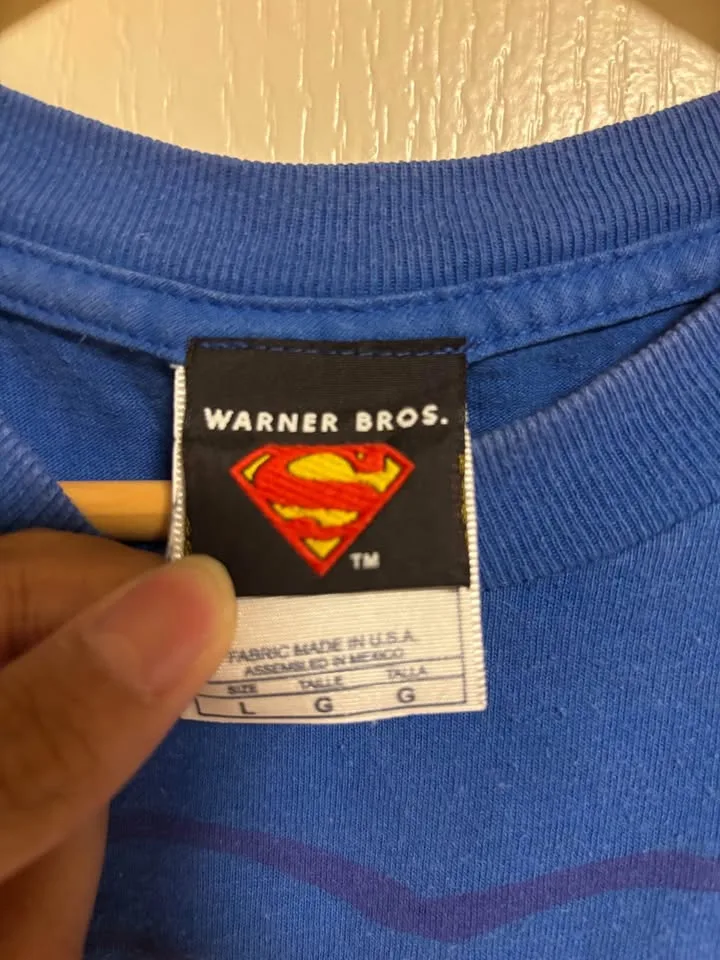 WARNER BROS.
S
TM
FABRIC MADE IN U.S.A.
ASSEMBLED IN MEXICO
SIZE TAILLE TALLA
L G G